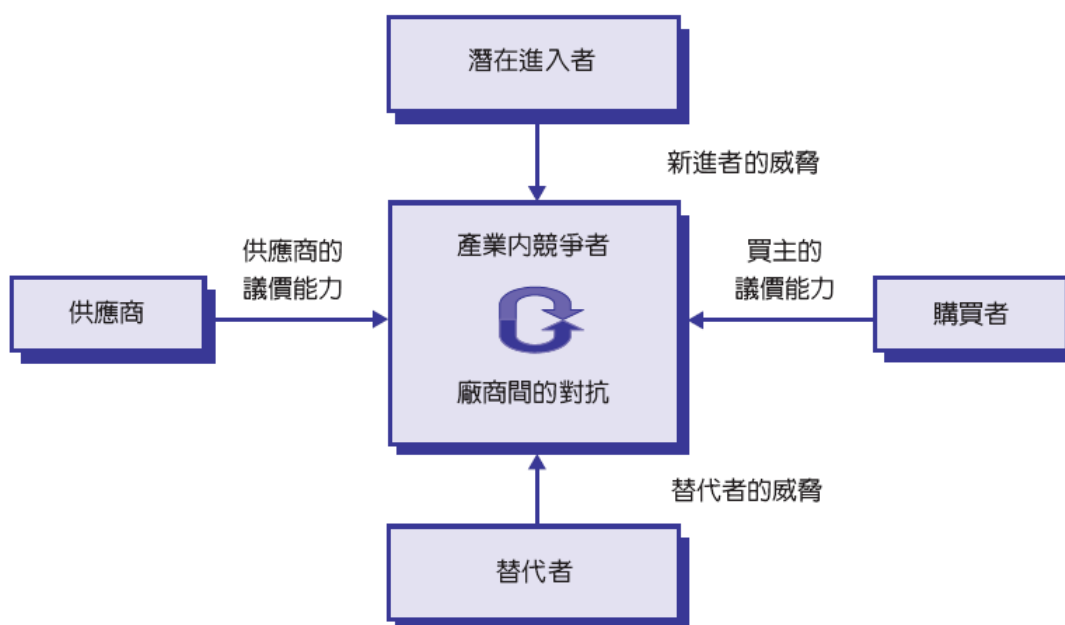 潛在進入者
新進者的威脅
產業內競爭者
供應商的
議價能力
買主的
議價能力
供應商
購買者
廠商間的對抗
替代者的威脅
替代者